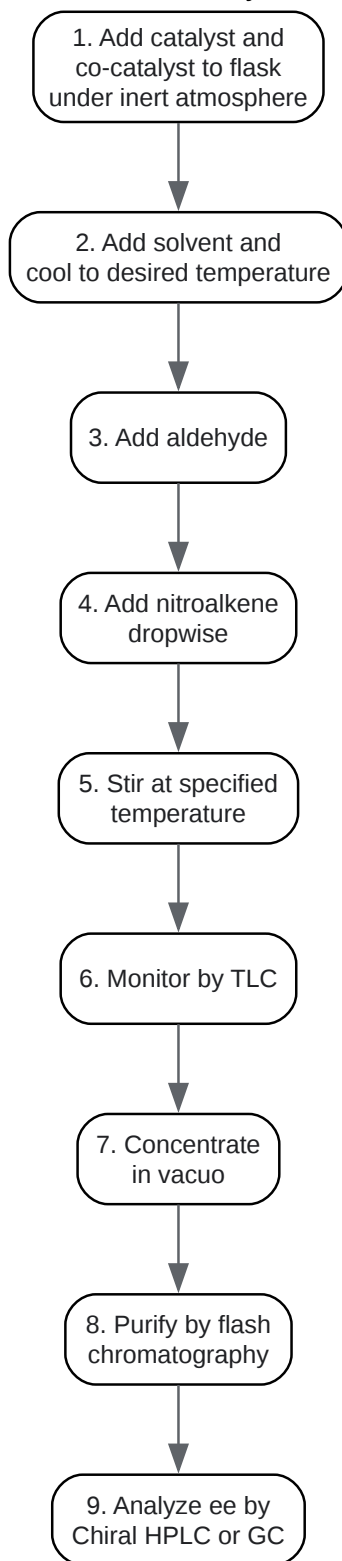 1. Add catalyst and
co-catalyst to flask
under inert atmosphere
2. Add solvent and
cool to desired temperature
3. Add aldehyde
4. Add nitroalkene
dropwise
5. Stir at specified
temperature
6. Monitor by TLC
7. Concentrate
in vacuo
8. Purify by flash
chromatography
9. Analyze ee by
Chiral HPLC or GC